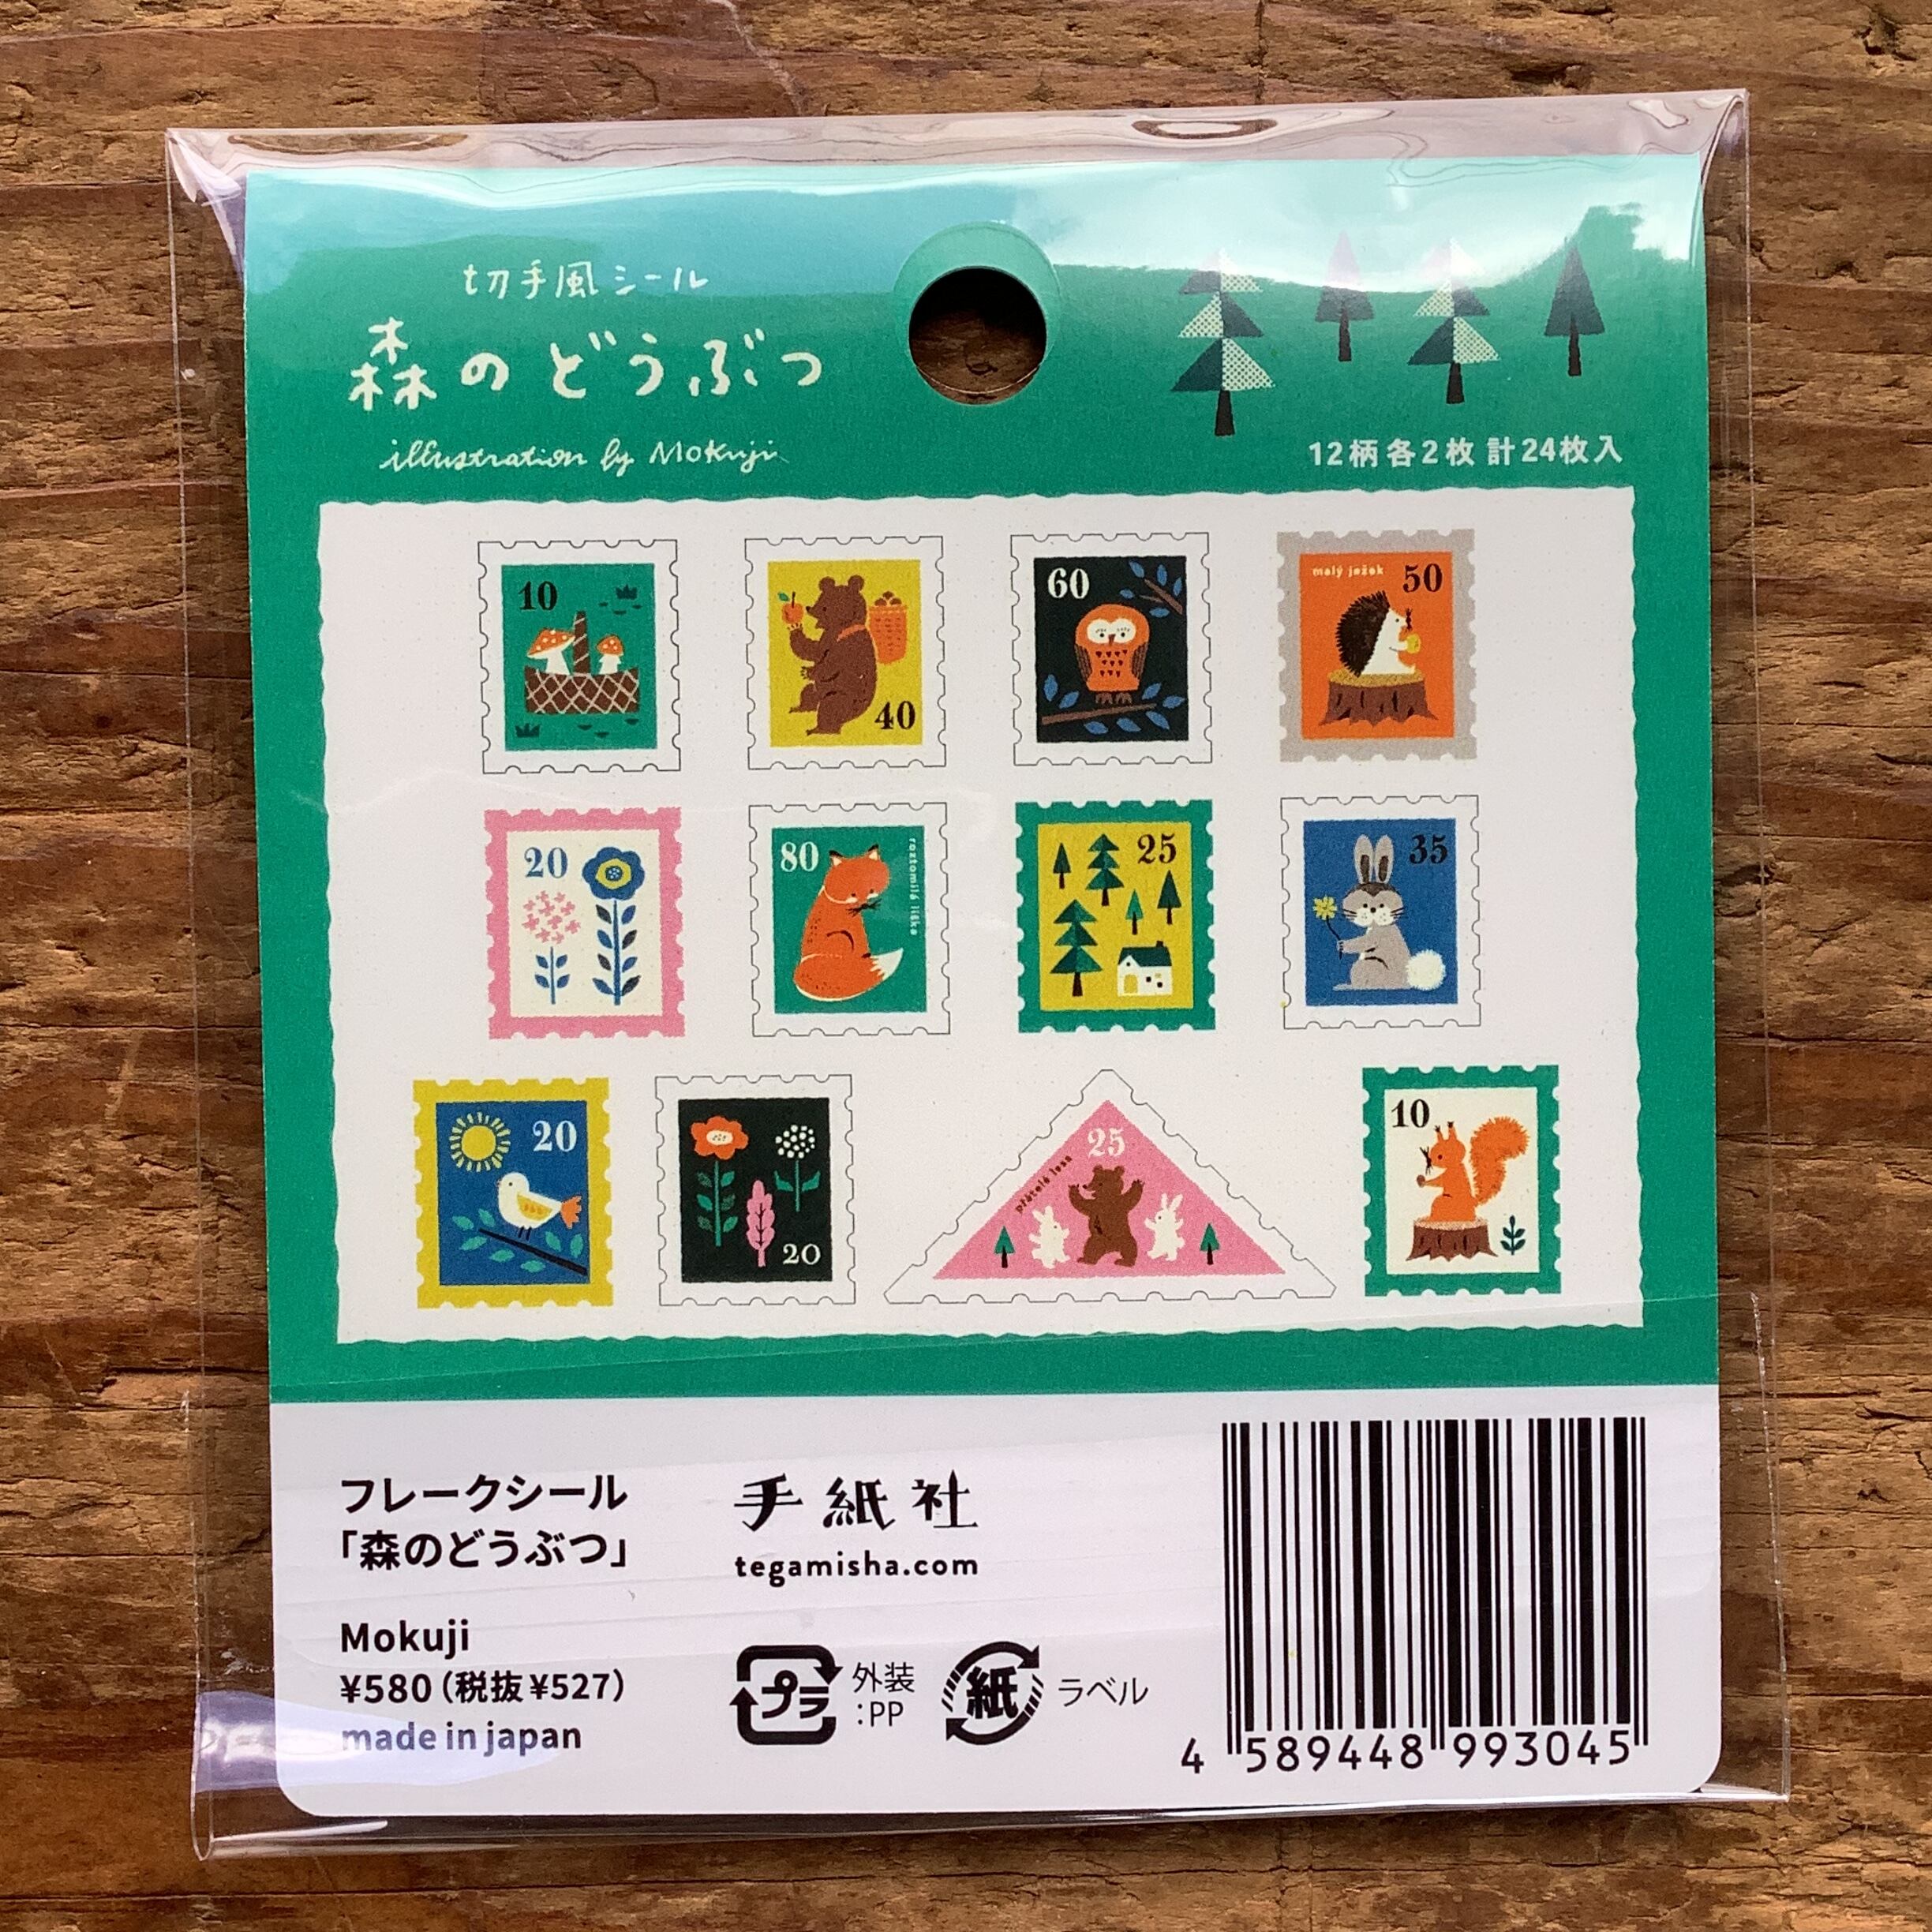 切手風シール
森のどうぶつ
illustration by Mokuji
12柄各2枚 計24枚入
10
40
60
malý ježek 50
20
80
roztomilá liška
25
35
20
20
25
přátelé lesa
10
フレークシール
「森のどうぶつ」
Mokuji
¥580(税抜¥527)
made in japan
手紙社
tegamisha.com
プラ
外装
:PP
紙
ラベル
4 589448 993045